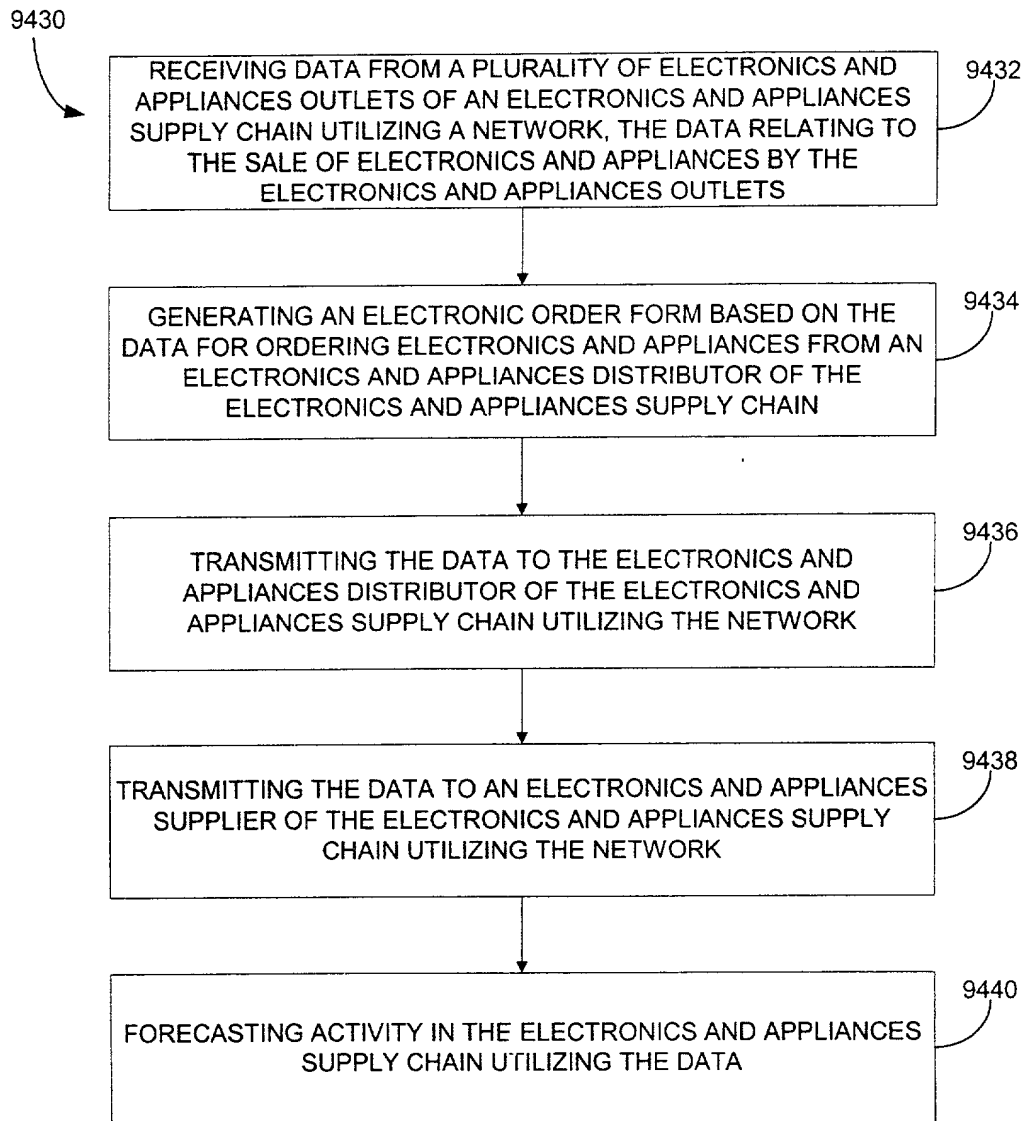 9430
RECEIVING DATA FROM A PLURALITY OF ELECTRONICS AND
APPLIANCES OUTLETS OF AN ELECTRONICS AND APPLIANCES
SUPPLY CHAIN UTILIZING A NETWORK, THE DATA RELATING TO
THE SALE OF ELECTRONICS AND APPLIANCES BY THE
ELECTRONICS AND APPLIANCES OUTLETS
9432
GENERATING AN ELECTRONIC ORDER FORM BASED ON THE
DATA FOR ORDERING ELECTRONICS AND APPLIANCES FROM AN
ELECTRONICS AND APPLIANCES DISTRIBUTOR OF THE
ELECTRONICS AND APPLIANCES SUPPLY CHAIN
9434
TRANSMITTING THE DATA TO THE ELECTRONICS AND
APPLIANCES DISTRIBUTOR OF THE ELECTRONICS AND
APPLIANCES SUPPLY CHAIN UTILIZING THE NETWORK
9436
TRANSMITTING THE DATA TO AN ELECTRONICS AND APPLIANCES
SUPPLIER OF THE ELECTRONICS AND APPLIANCES SUPPLY
CHAIN UTILIZING THE NETWORK
9438
FORECASTING ACTIVITY IN THE ELECTRONICS AND APPLIANCES
SUPPLY CHAIN UTILIZING THE DATA
9440